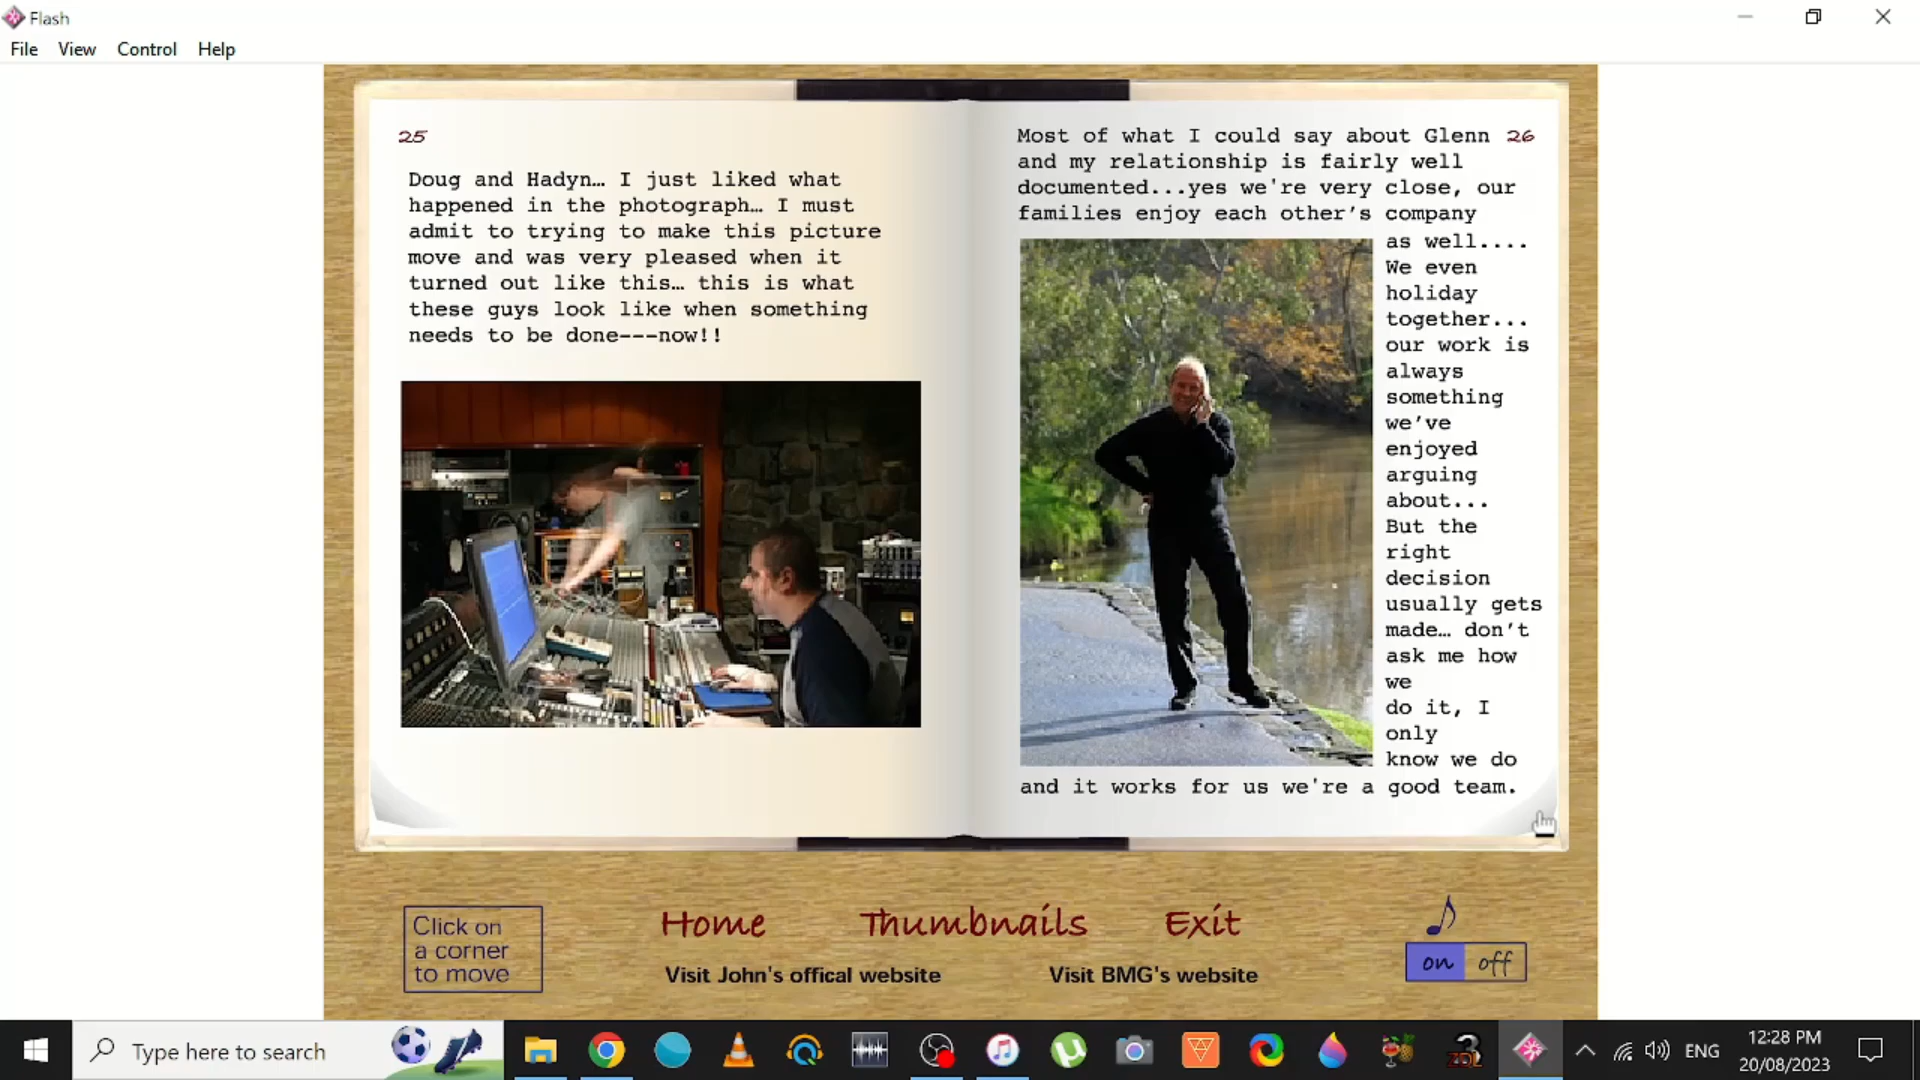 Flash
File View Control Help
25
Doug and Hadyn… I just liked what
happened in the photograph… I must
admit to trying to make this picture
move and was very pleased when it
turned out like this… this is what
these guys look like when something
needs to be done---now!!
Most of what I could say about Glenn 26
and my relationship is fairly well
documented...yes we're very close, our
families enjoy each other’s company
as well....
We even
holiday
together...
our work is
always
something
we’ve
enjoyed
arguing
about...
But the
right
decision
usually gets
made… don’t
ask me how
we
do it, I
only
know we do
and it works for us we're a good team.
Click on
a corner
to move
Home Thumbnails Exit
Visit John's offical website Visit BMG's website
on off
Type here to search
ENG
12:28 PM
20/08/2023